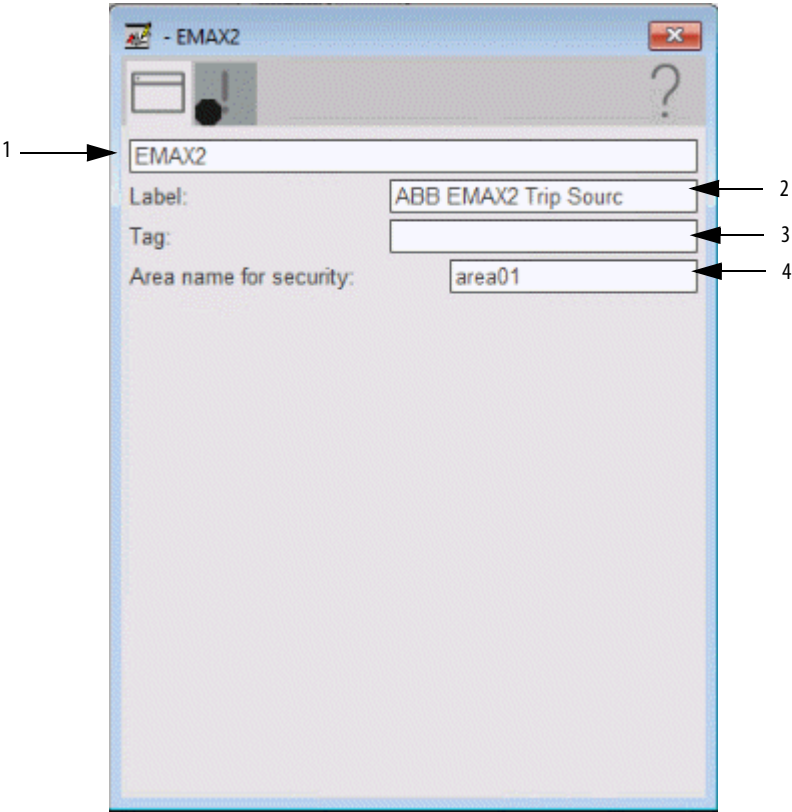 - EMAX2
1
EMAX2
Label: ABB EMAX2 Trip Sourc
2
Tag:
3
Area name for security: area01
4